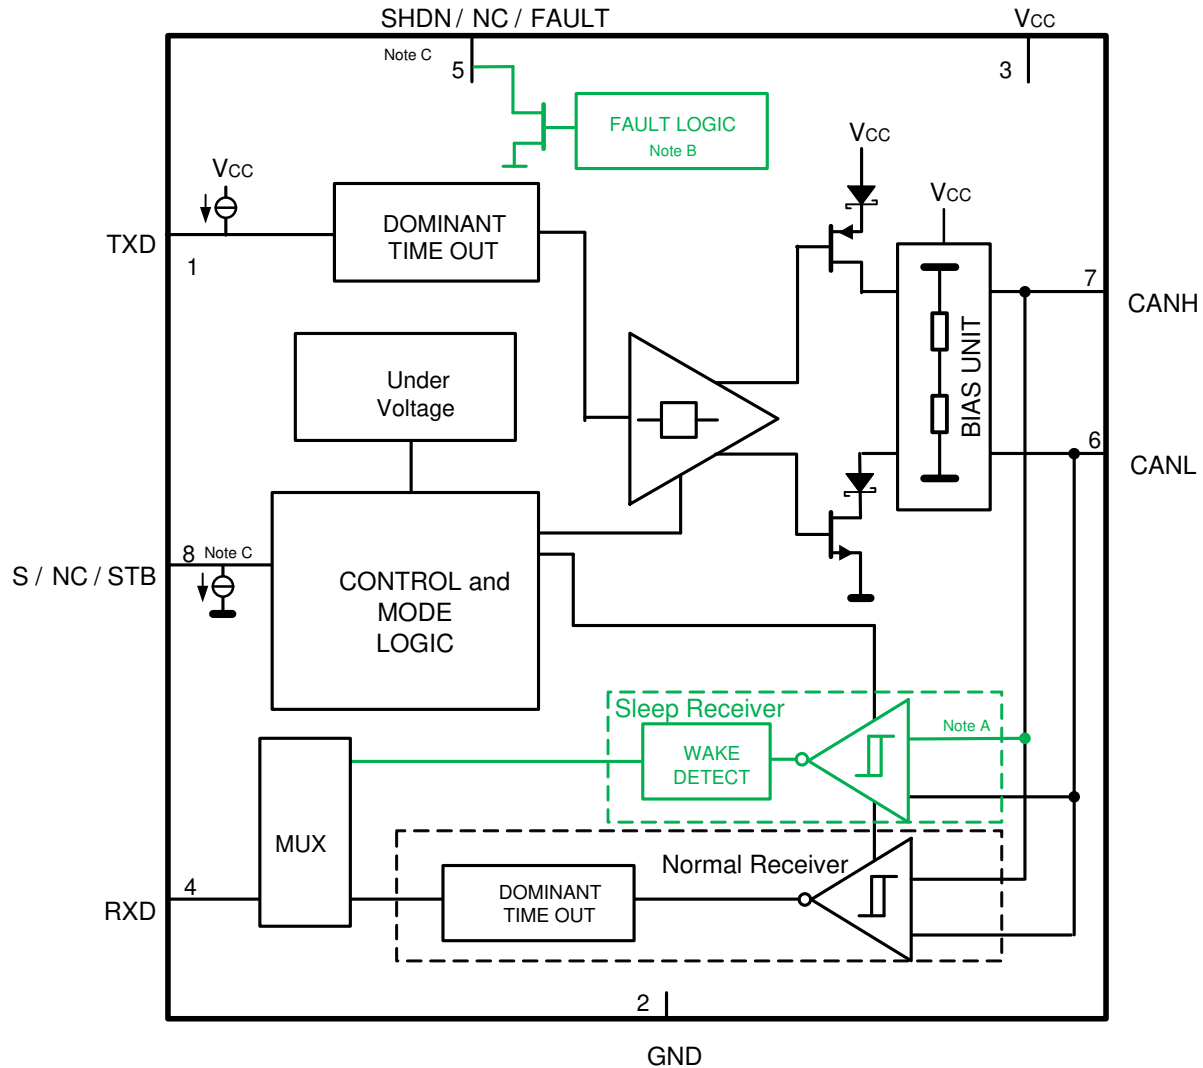 SHDN / NC / FAULT
VCC
Note C
5
3
FAULT LOGIC
Note B
VCC
VCC
VCC
DOMINANT
TIME OUT
TXD
1
7
CANH
BIAS UNIT
Under
Voltage
6
CANL
8
Note C
S / NC / STB
CONTROL and
MODE
LOGIC
Sleep Receiver
Note A
WAKE
DETECT
MUX
Normal Receiver
4
DOMINANT
TIME OUT
RXD
2
GND